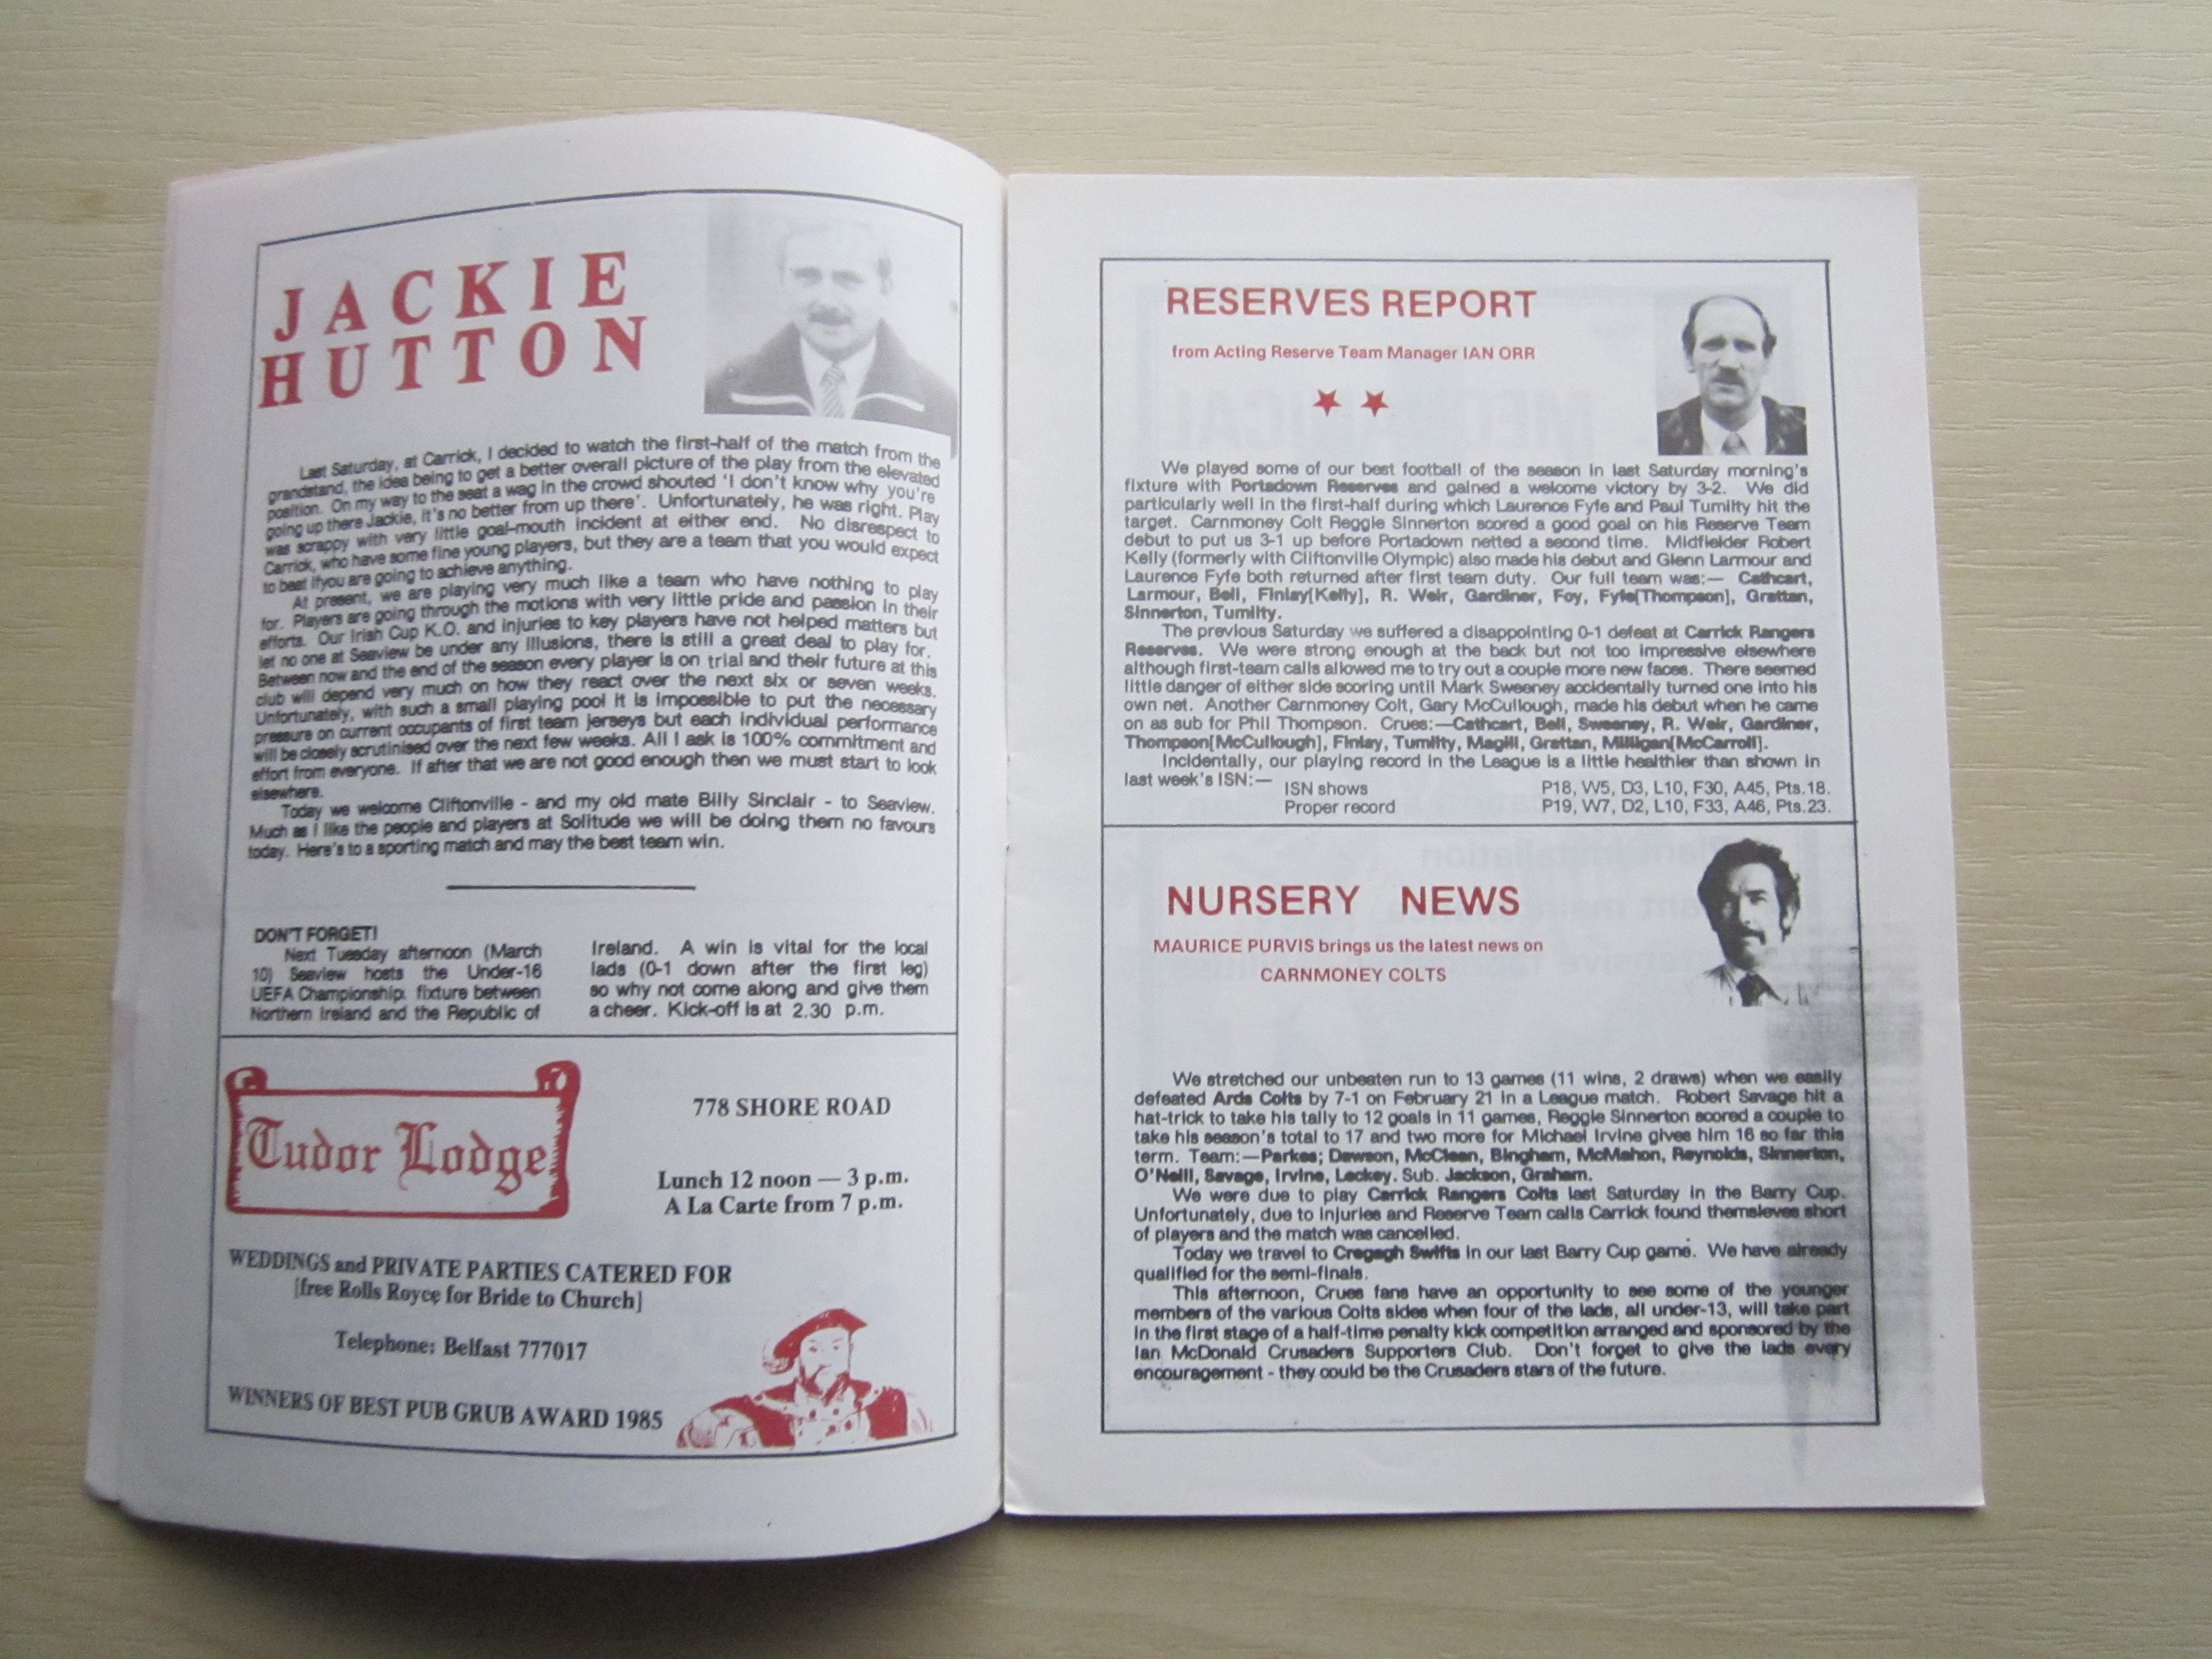 JACKIE
HUTTON
Last Saturday, at Carrick, I decided to watch the first-half of the match from the
grandstand, the idea being to get a better overall picture of the play from the elevated
position. On my way to the seat a wag in the crowd shouted 'I don't know why you're
going up there Jackie, it's no better from up there'. Unfortunately, he was right. Play
was scrappy with very little goal-mouth incident at either end. No disrespect to
Carrick, who have some fine young players, but they are a team that you would expect
to beat ifyou are going to achieve anything.
At present, we are playing very much like a team who have nothing to play
for. Players are going through the motions with very little pride and passion in their
efforts. Our Irish Cup K.O. and injuries to key players have not helped matters but
let no one at Seaview be under any illusions, there is still a great deal to play for.
Between now and the end of the season every player is on trial and their future at this
club will depend very much on how they react over the next six or seven weeks.
Unfortunately, with such a small playing pool it is impossible to put the necessary
pressure on current occupants of first team jerseys but each individual performance
will be closely scrutinised over the next few weeks. All I ask is 100% commitment and
effort from everyone. If after that we are not good enough then we must start to look
elsewhere.
Today we welcome Cliftonville - and my old mate Billy Sinclair - to Seaview.
Much as I like the people and players at Solitude we will be doing them no favours
today. Here's to a sporting match and may the best team win.
DON'T FORGET!
Next Tuesday afternoon (March
10) Seaview hosts the Under-16
UEFA Championship fixture between
Northern Ireland and the Republic of
Ireland. A win is vital for the local
lads (0-1 down after the first leg)
so why not come along and give them
a cheer. Kick-off is at 2.30 p.m.
Tudor Lodge
778 SHORE ROAD
Lunch 12 noon — 3 p.m.
A La Carte from 7 p.m.
WEDDINGS and PRIVATE PARTIES CATERED FOR
[free Rolls Royce for Bride to Church]
Telephone: Belfast 777017
WINNERS OF BEST PUB GRUB AWARD 1985
RESERVES REPORT
from Acting Reserve Team Manager IAN ORR
We played some of our best football of the season in last Saturday morning's
fixture with Portadown Reserves and gained a welcome victory by 3-2. We did
particularly well in the first-half during which Laurence Fyfe and Paul Tumilty hit the
target. Carnmoney Colt Reggie Sinnerton scored a good goal on his Reserve Team
debut to put us 3-1 up before Portadown netted a second time. Midfielder Robert
Kelly (formerly with Cliftonville Olympic) also made his debut and Glenn Larmour and
Laurence Fyfe both returned after first team duty. Our full team was:— Cathcart,
Larmour, Bell, Finlay[Kelly], R. Weir, Gardiner, Foy, Fyfe[Thompson], Grattan,
Sinnerton, Tumilty.
The previous Saturday we suffered a disappointing 0-1 defeat at Carrick Rangers
Reserves. We were strong enough at the back but not too impressive elsewhere
although first-team calls allowed me to try out a couple more new faces. There seemed
little danger of either side scoring until Mark Sweeney accidentally turned one into his
own net. Another Carnmoney Colt, Gary McCullough, made his debut when he came
on as sub for Phil Thompson. Crues:—Cathcart, Bell, Sweeney, R. Weir, Gardiner,
Thompson[McCullough], Finlay, Tumilty, Magill, Grattan, Milligan[McCarroll].
Incidentally, our playing record in the League is a little healthier than shown in
last week's ISN:—
ISN shows P18, W5, D3, L10, F30, A45, Pts.18.
Proper record P19, W7, D2, L10, F33, A46, Pts.23.
NURSERY NEWS
MAURICE PURVIS brings us the latest news on
CARNMONEY COLTS
We stretched our unbeaten run to 13 games (11 wins, 2 draws) when we easily
defeated Ards Colts by 7-1 on February 21 in a League match. Robert Savage hit a
hat-trick to take his tally to 12 goals in 11 games, Reggie Sinnerton scored a couple to
take his season's total to 17 and two more for Michael Irvine gives him 16 so far this
term. Team:—Parkes; Dawson, McClean, Bingham, McMahon, Reynolds, Sinnerton,
O'Neill, Savage, Irvine, Leckey. Sub. Jackson, Graham.
We were due to play Carrick Rangers Colts last Saturday in the Barry Cup.
Unfortunately, due to injuries and Reserve Team calls Carrick found themsleves short
of players and the match was cancelled.
Today we travel to Cregagh Swifts in our last Barry Cup game. We have already
qualified for the semi-finals.
This afternoon, Crues fans have an opportunity to see some of the younger
members of the various Colts sides when four of the lads, all under-13, will take part
in the first stage of a half-time penalty kick competition arranged and sponsored by the
Ian McDonald Crusaders Supporters Club. Don't forget to give the lads every
encouragement - they could be the Crusaders stars of the future.